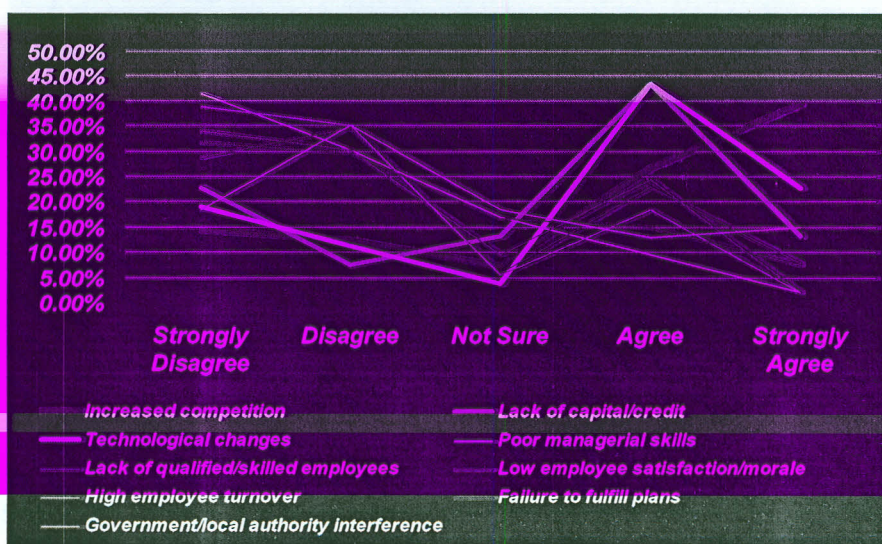 50.00%
45.00%
40.00%
35.00%
30.00%
25.00%
20.00%
15.00%
10.00%
5.00%
0.00%
Strongly Disagree
Disagree
Not Sure
Agree
Strongly Agree
Increased competition
Lack of capital/credit
Technological changes
Poor managerial skills
Lack of qualified/skilled employees
Low employee satisfaction/morale
High employee turnover
Failure to fulfill plans
Government/local authority interference